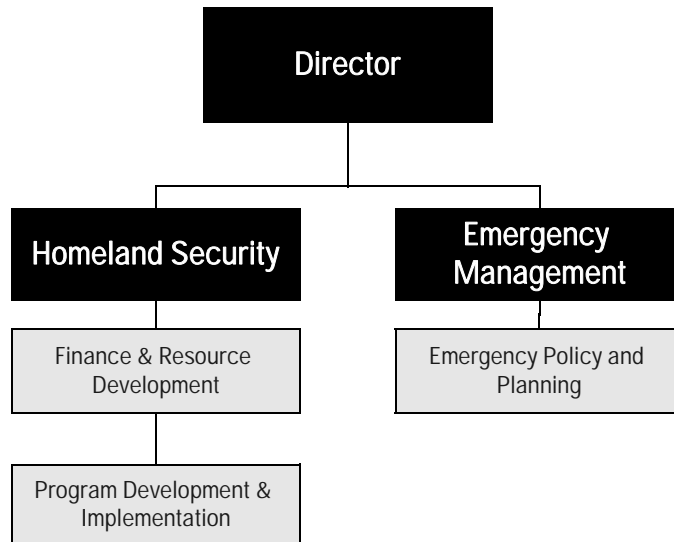 Director
Homeland Security
Emergency
Management
Finance & Resource
Development
Emergency Policy and
Planning
Program Development &
Implementation